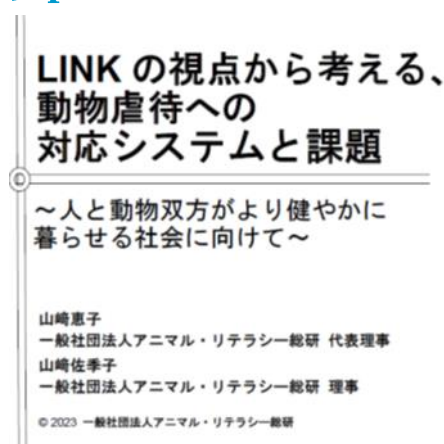 LINK の視点から考える、
動物虐待への
対応システムと課題
～人と動物双方がより健やかに
暮らせる社会に向けて～
山﨑恵子
一般社団法人アニマル・リテラシー総研 代表理事
山﨑佐季子
一般社団法人アニマル・リテラシー総研 理事
© 2023 一般社団法人アニマル・リテラシー総研